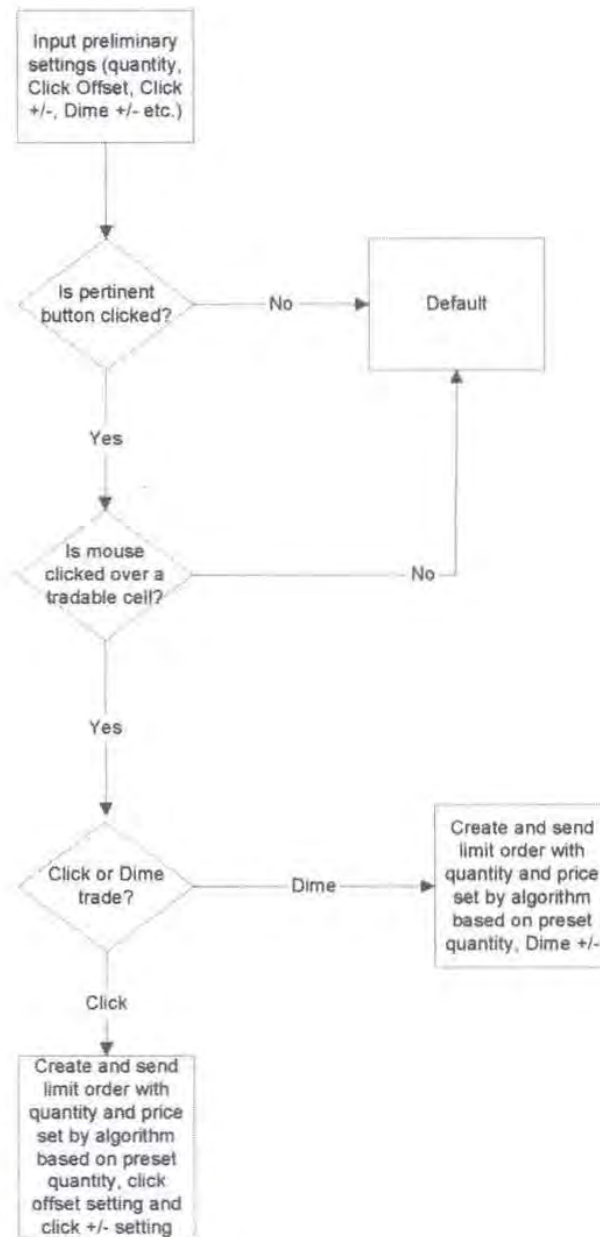 Input preliminary
settings (quantity,
Click Offset, Click
+/-, Dime +/- etc.)
Is pertinent
button clicked?
No
Default
Yes
Is mouse
clicked over a
tradable cell?
No
Yes
Click or Dime
trade?
Dime
Create and send
limit order with
quantity and price
set by algorithm
based on preset
quantity, Dime +/-
Click
Create and send
limit order with
quantity and price
set by algorithm
based on preset
quantity, click
offset setting and
click +/- setting